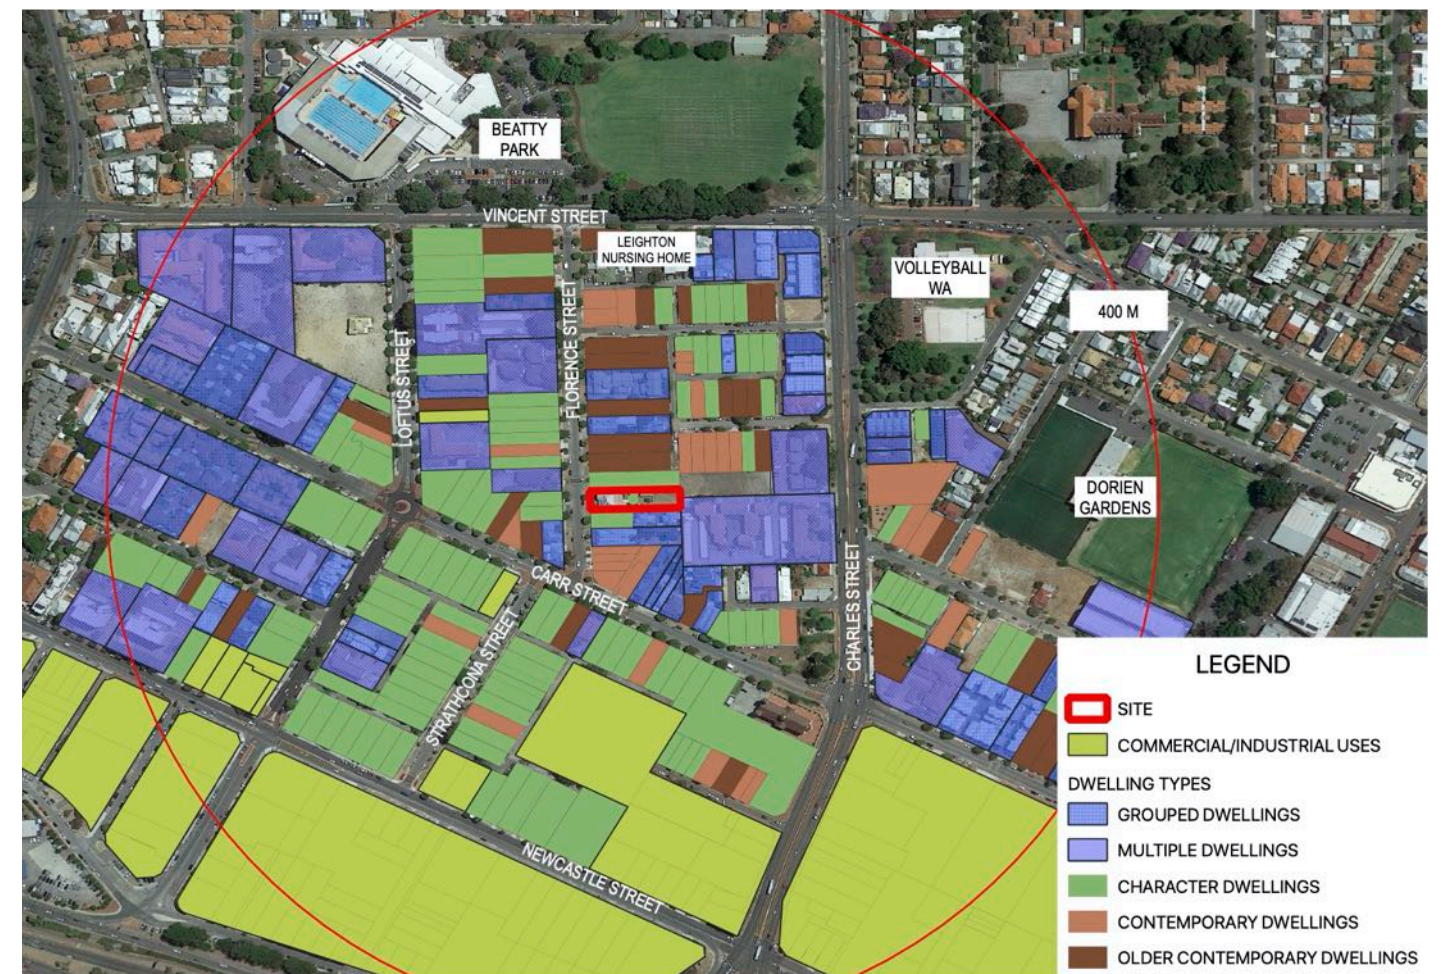 BEATTY
PARK
VINCENT STREET
LEIGHTON
NURSING HOME
VOLLEYBALL
WA
400 M
LOFTUS STREET
FLORENCE STREET
DORIEN
GARDENS
CARR STREET
CHARLES STREET
STRATHCONA STREET
NEWCASTLE STREET
LEGEND
SITE
COMMERCIAL/INDUSTRIAL USES
DWELLING TYPES
GROUPED DWELLINGS
MULTIPLE DWELLINGS
CHARACTER DWELLINGS
CONTEMPORARY DWELLINGS
OLDER CONTEMPORARY DWELLINGS